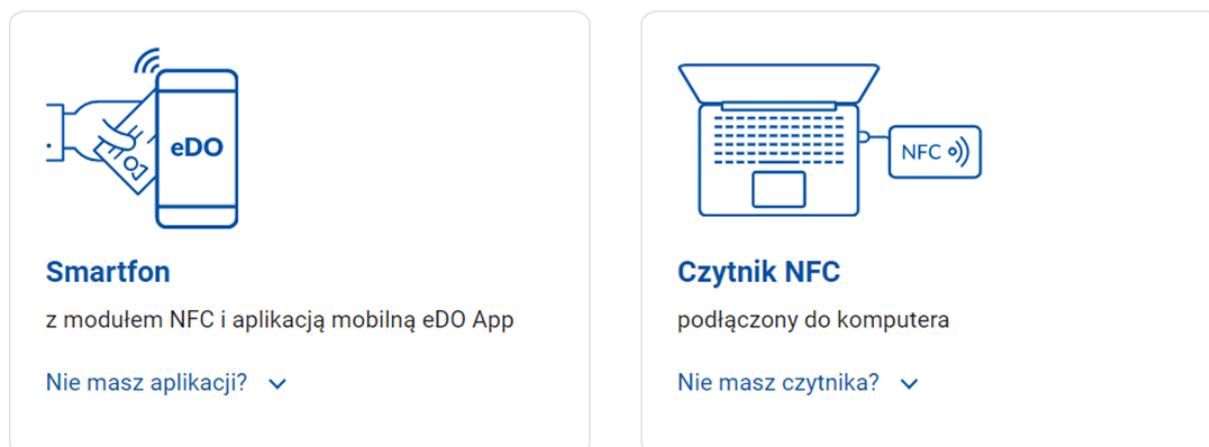 eDO
NFC
Smartfon
z modułem NFC i aplikacją mobilną eDO App
Nie masz aplikacji?
Czytnik NFC
podłączony do komputera
Nie masz czytnika?